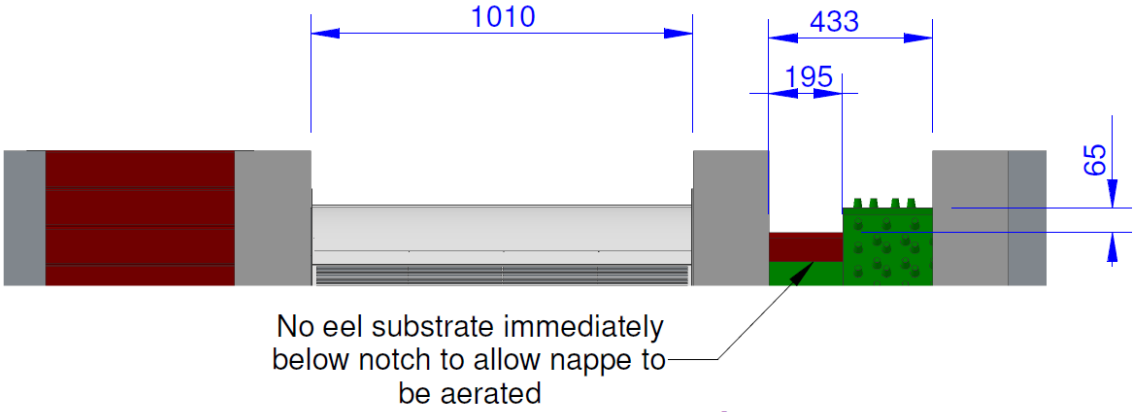 1010
433
195
65
No eel substrate immediately
below notch to allow nappe to
be aerated